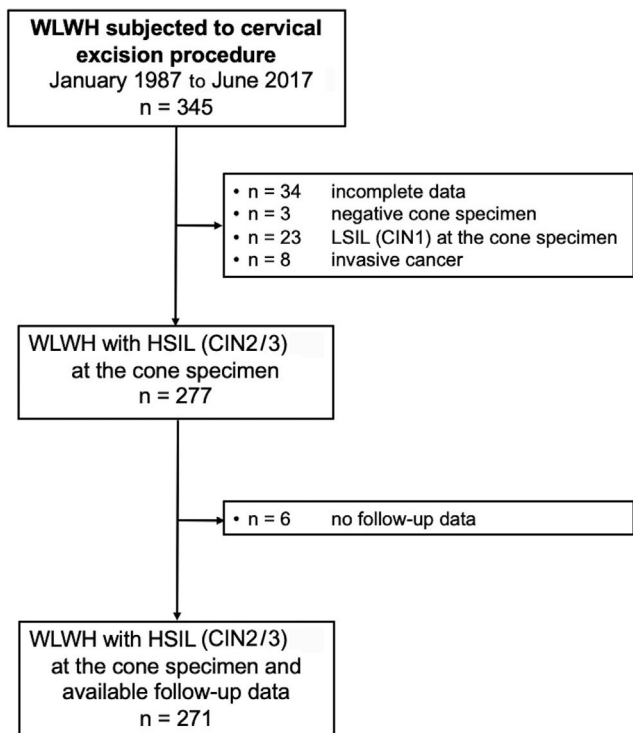 WLWH subjected to cervical
excision procedure
January 1987 to June 2017
n = 345
• n = 34 incomplete data
• n = 3 negative cone specimen
• n = 23 LSIL (CIN1) at the cone specimen
• n = 8 invasive cancer
WLWH with HSIL (CIN2/3)
at the cone specimen
n = 277
• n = 6 no follow-up data
WLWH with HSIL (CIN2/3)
at the cone specimen and
available follow-up data
n = 271